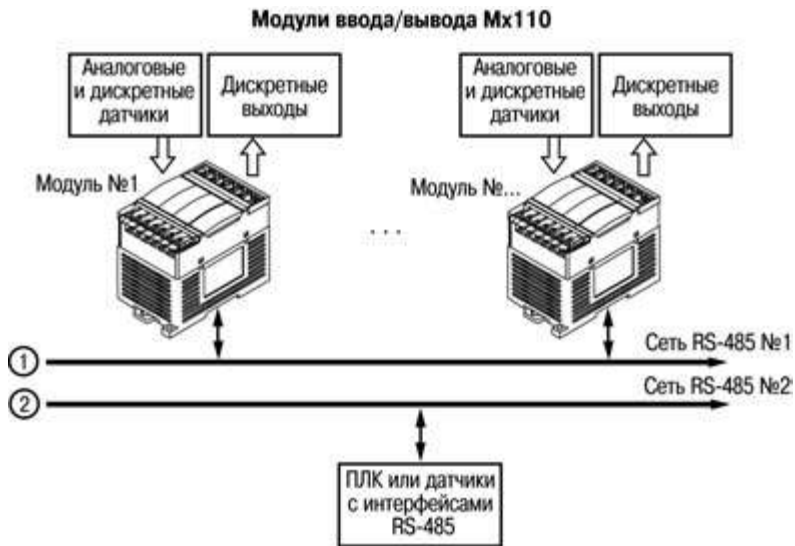 Модули ввода/вывода Мх110
Аналоговые
и дискретные
датчики
Дискретные
выходы
Аналоговые
и дискретные
датчики
Дискретные
выходы
Модуль №1
Модуль №...
. . .
Сеть RS-485 №1
1
Сеть RS-485 №2
2
ПЛК или датчики
с интерфейсами
RS-485